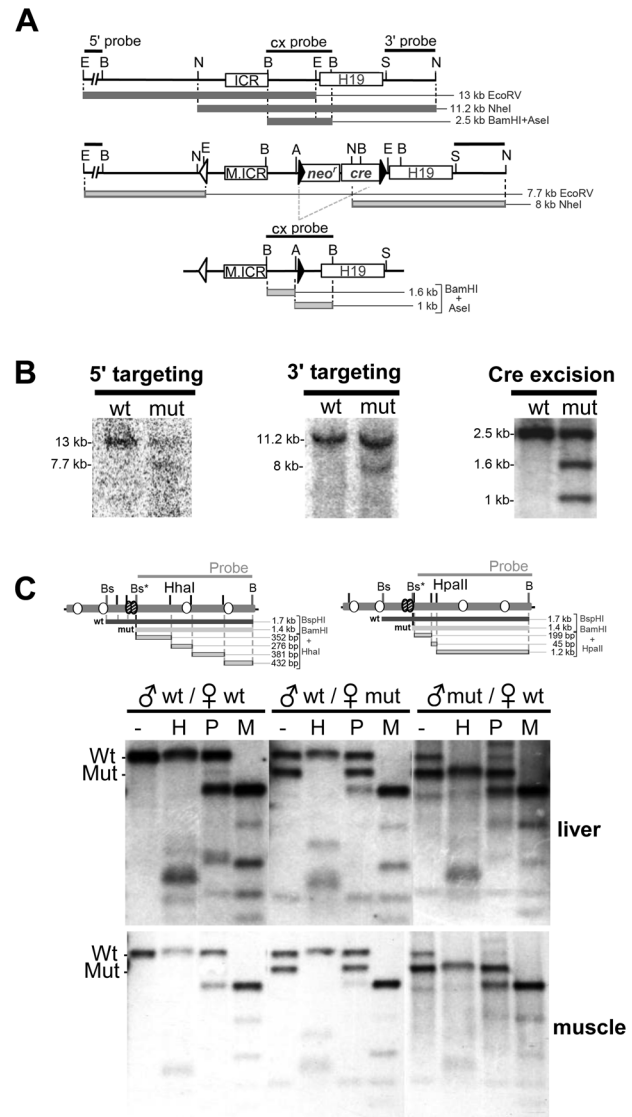 A
5' probe
cx probe
3' probe
E B N B E B S N
ICR
H19
13 kb EcoRV
11.2 kb NheI
2.5 kb BamHI+AseI
E B N E B A N B E B S N
M.ICR
neoʳ
cre
H19
7.7 kb EcoRV
8 kb NheI
cx probe
B A B S
M.ICR
H19
1.6 kb
1 kb
BamHI
+
AseI
B
5' targeting
wt mut
13 kb-
7.7 kb-
3' targeting
wt mut
11.2 kb-
8 kb-
Cre excision
wt mut
2.5 kb-
1.6 kb-
1 kb-
C
Probe
Bs Bs* HhaI B
wt
mut
1.7 kb
1.4 kb
352 bp
276 bp
381 bp
432 bp
BspHI
BamHI
+
HhaI
Probe
Bs Bs* HpaII B
wt
mut
1.7 kb
1.4 kb
199 bp
45 bp
1.2 kb
BspHI
BamHI
+
HpaII
♂ wt / ♀ wt
♂ wt / ♀ mut
♂ mut / ♀ wt
- H P M - H P M - H P M
Wt-
Mut-
liver
Wt-
Mut-
muscle